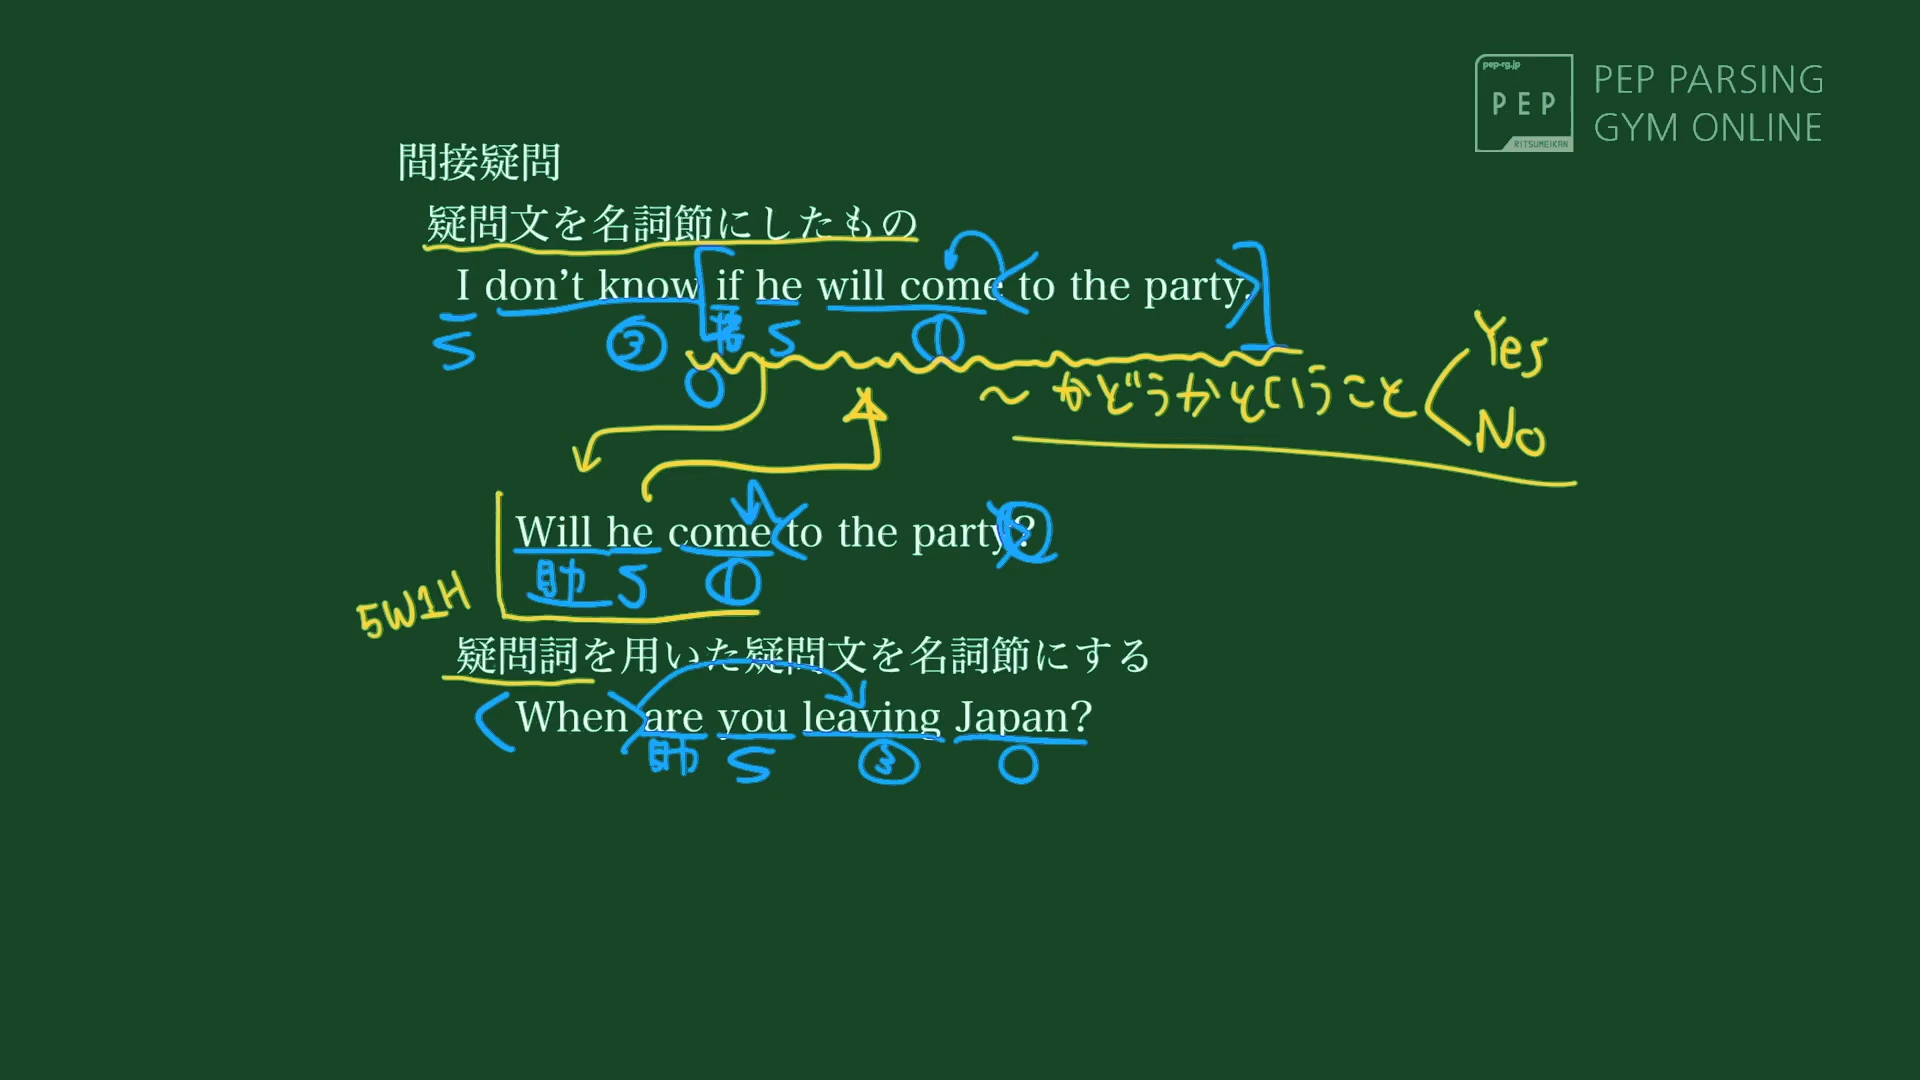 pep-rg.jp
PEP
RITSUMEIKAN
PEP PARSING
GYM ONLINE
間接疑問
疑問文を名詞節にしたもの
I don't know if he will come to the party.
S ③ 接 S ①
O
〜かどうかということ
Yes
No
Will he come to the party?
助 S ①
5W1H
疑問詞を用いた疑問文を名詞節にする
When are you leaving Japan?
助 S ③ O